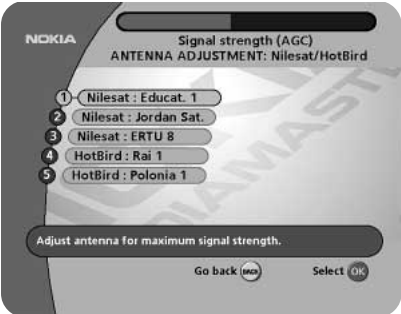 NOKIA
Signal strength (AGC)
ANTENNA ADJUSTMENT: Nilesat/HotBird
1 Nilesat : Educat. 1
2 Nilesat : Jordan Sat.
3 Nilesat : ERTU 8
4 HotBird : Rai 1
5 HotBird : Polonia 1
Adjust antenna for maximum signal strength.
Go back BACK Select OK